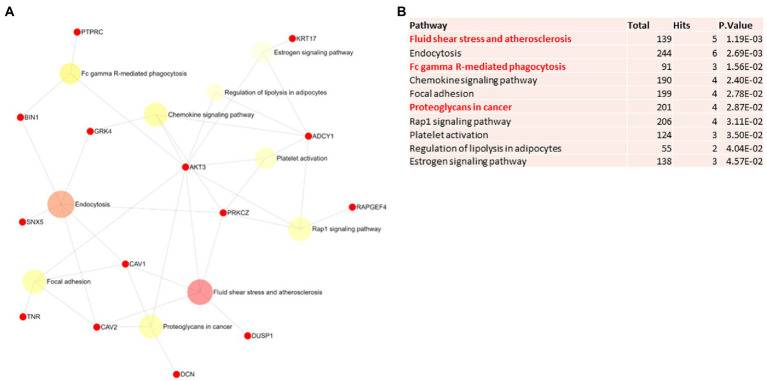 A
PTPRC
KRT17
Estrogen signaling pathway
Fc gamma R-mediated phagocytosis
Regulation of lipolysis in adipocytes
BIN1
Chemokine signaling pathway
GRK4
ADCY1
Platelet activation
AKT3
Endocytosis
RAPGEF4
PRKCZ
SNX5
Rap1 signaling pathway
CAV1
Focal adhesion
Fluid shear stress and atherosclerosis
TNR
CAV2
Proteoglycans in cancer
DUSP1
DCN
B
Pathway Total Hits P.Value
Fluid shear stress and atherosclerosis 139 5 1.19E-03
Endocytosis 244 6 2.69E-03
Fc gamma R-mediated phagocytosis 91 3 1.56E-02
Chemokine signaling pathway 190 4 2.40E-02
Focal adhesion 199 4 2.78E-02
Proteoglycans in cancer 201 4 2.87E-02
Rap1 signaling pathway 206 4 3.11E-02
Platelet activation 124 3 3.50E-02
Regulation of lipolysis in adipocytes 55 2 4.04E-02
Estrogen signaling pathway 138 3 4.57E-02